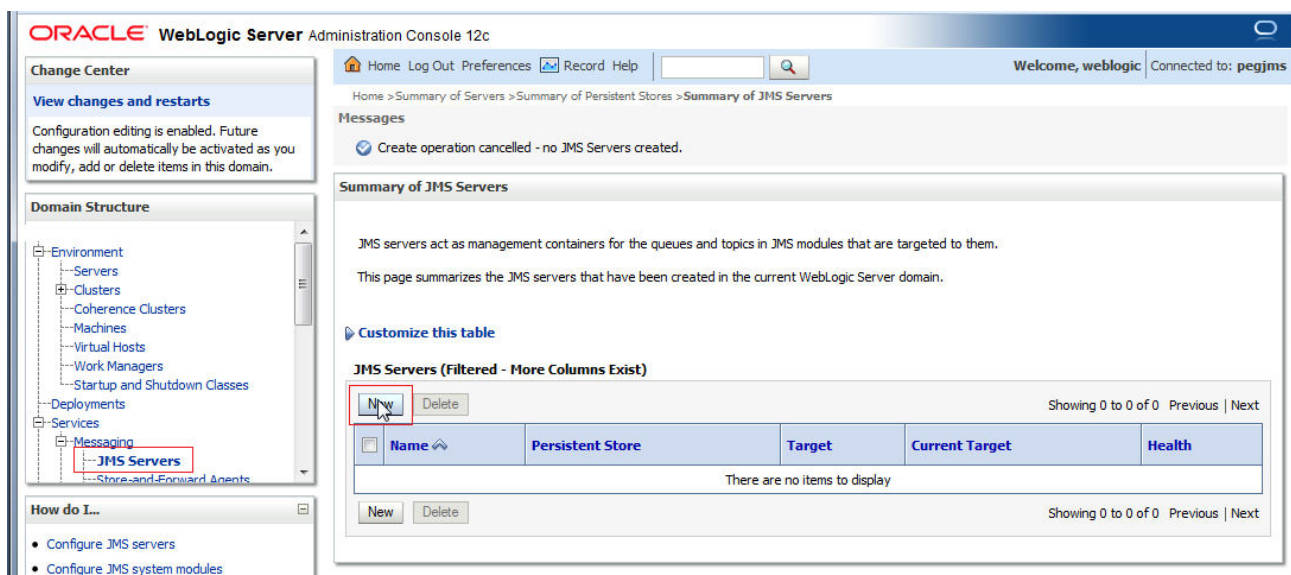 ORACLE WebLogic Server Administration Console 12c
Change Center
View changes and restarts
Configuration editing is enabled. Future
changes will automatically be activated as you
modify, add or delete items in this domain.
Domain Structure
Environment
Servers
Clusters
Coherence Clusters
Machines
Virtual Hosts
Work Managers
Startup and Shutdown Classes
Deployments
Services
Messaging
JMS Servers
Store-and-Forward Agents
How do I...
Configure JMS servers
Configure JMS system modules
Home Log Out Preferences Record Help
Welcome, weblogic Connected to: pegjms
Home >Summary of Servers >Summary of Persistent Stores >Summary of JMS Servers
Messages
Create operation cancelled - no JMS Servers created.
Summary of JMS Servers
JMS servers act as management containers for the queues and topics in JMS modules that are targeted to them.
This page summarizes the JMS servers that have been created in the current WebLogic Server domain.
Customize this table
JMS Servers (Filtered - More Columns Exist)
New Delete Showing 0 to 0 of 0 Previous | Next
Name Persistent Store Target Current Target Health
There are no items to display
New Delete Showing 0 to 0 of 0 Previous | Next